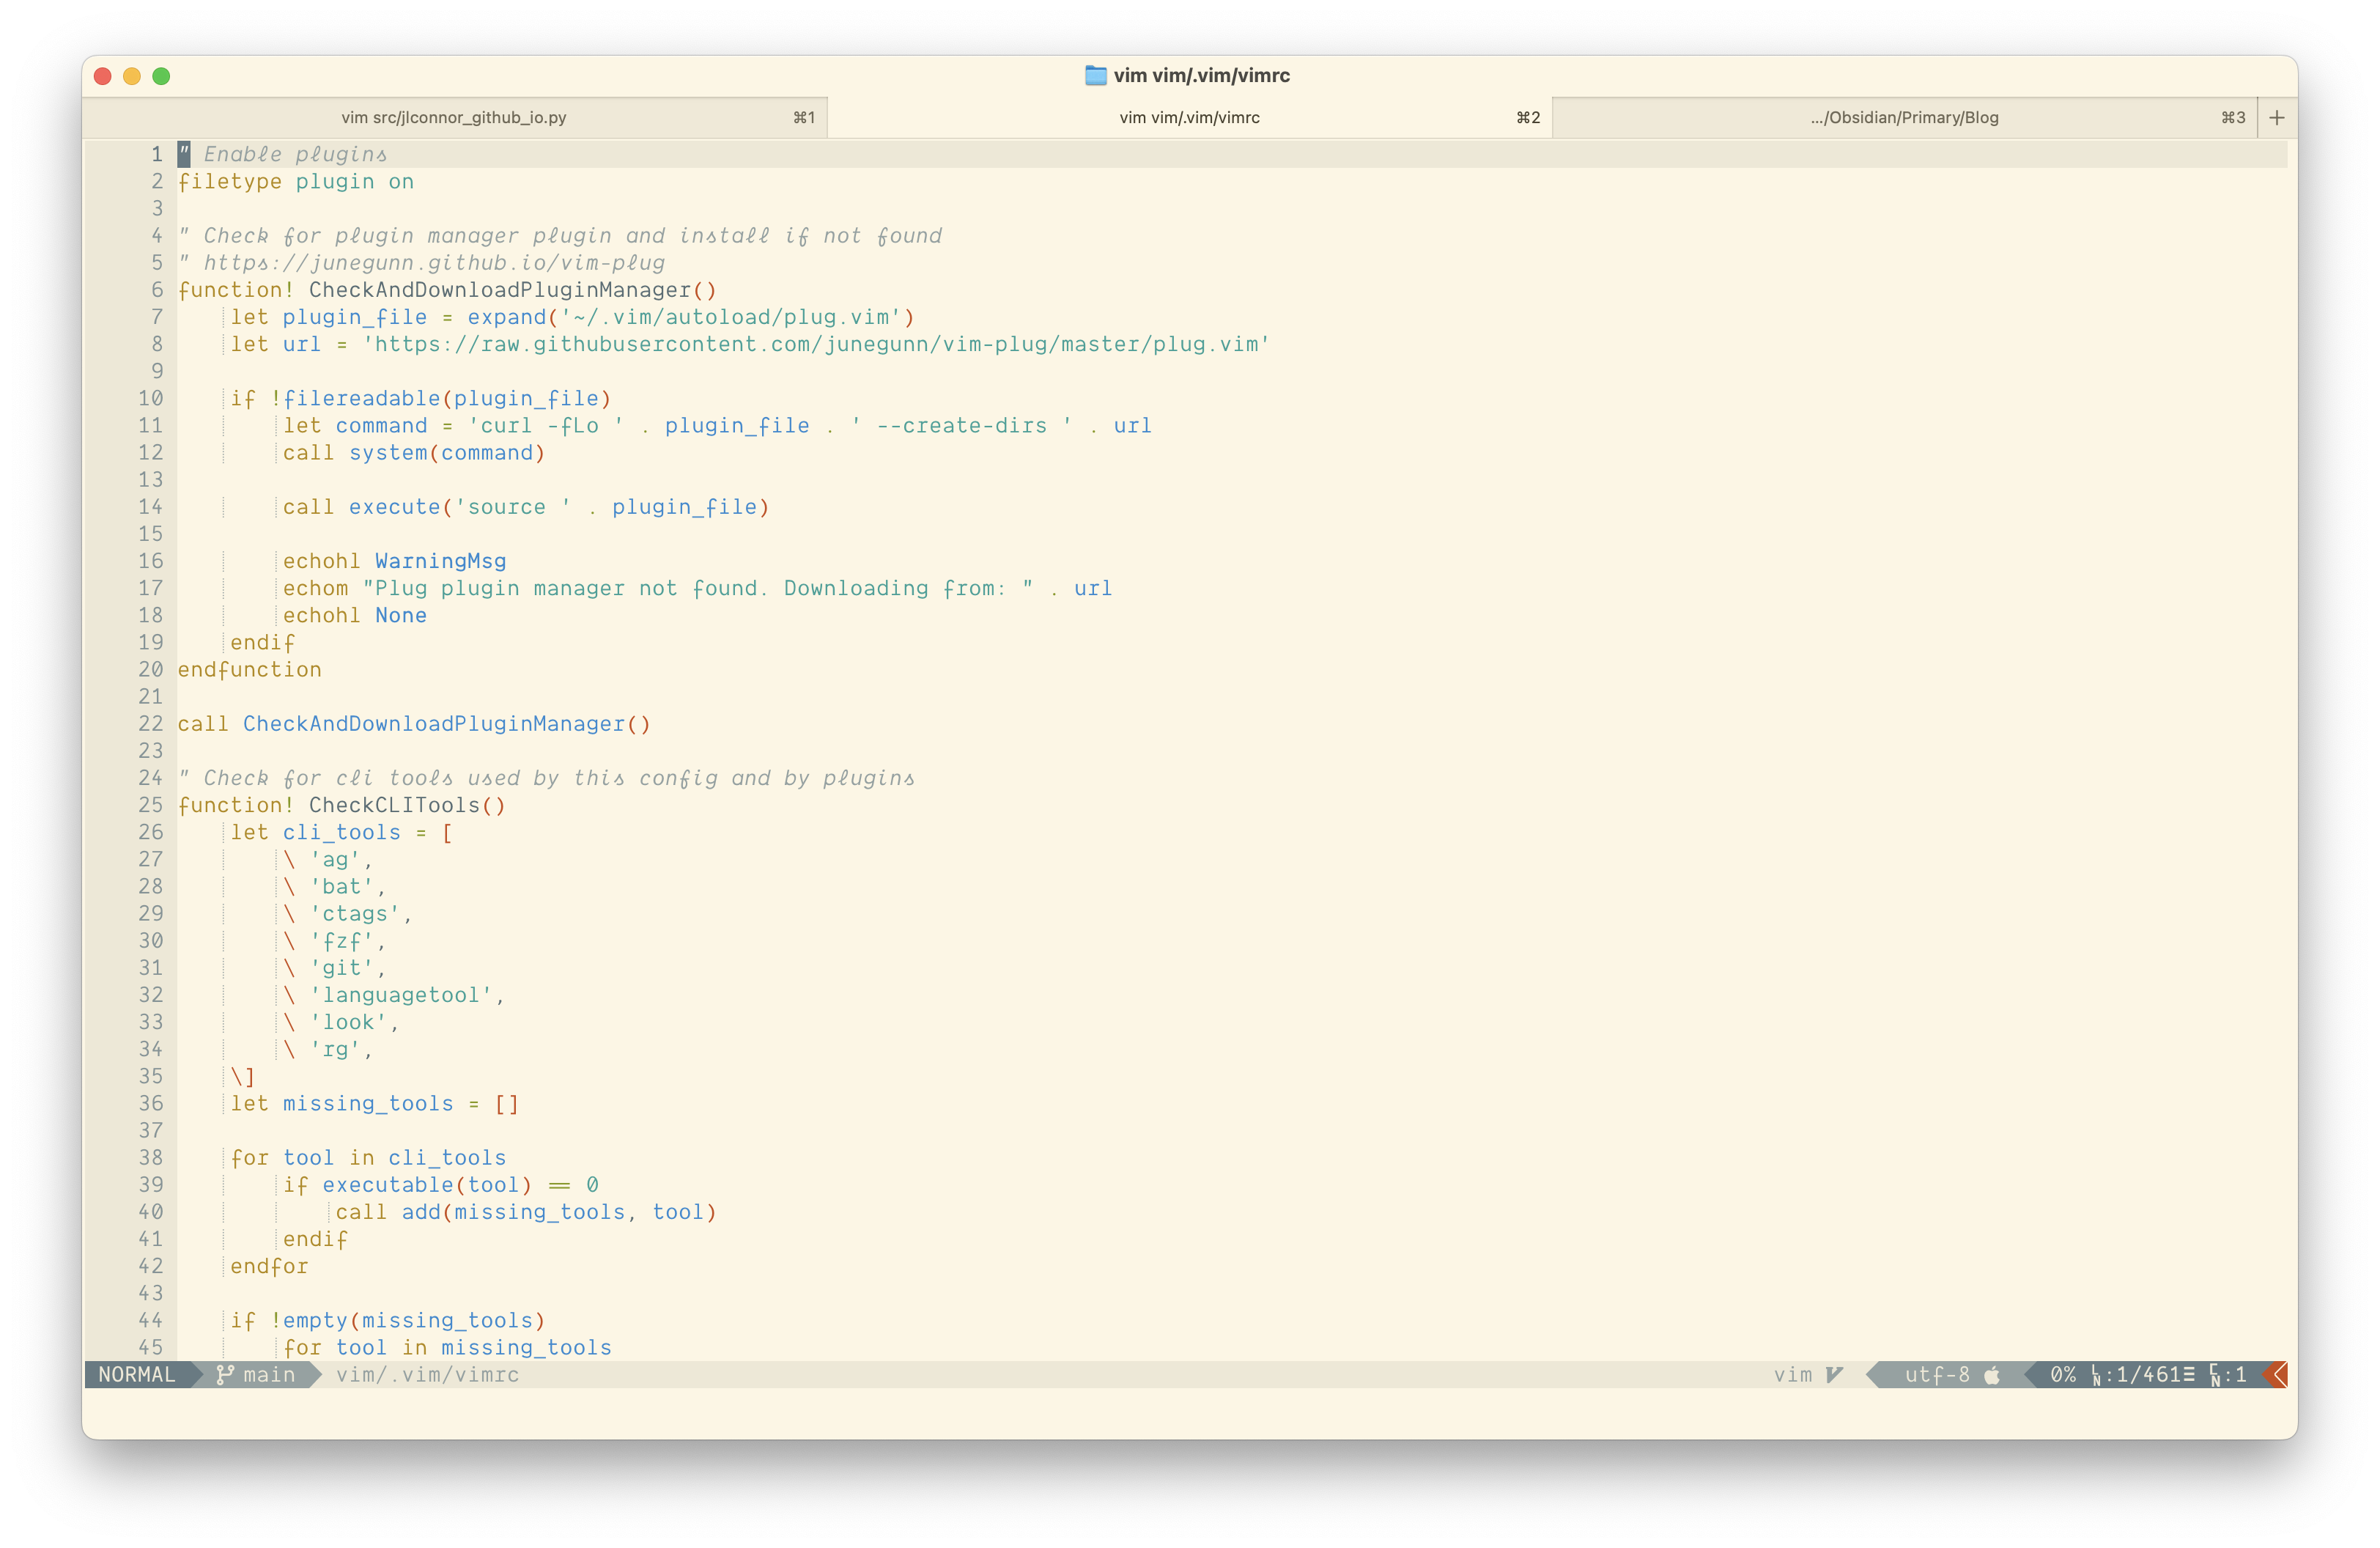 vim vim/.vim/vimrc
vim src/jlconnor_github_io.py ⌘1 vim vim/.vim/vimrc ⌘2 .../Obsidian/Primary/Blog ⌘3 +
1 " Enable plugins
2 filetype plugin on
3
4 " Check for plugin manager plugin and install if not found
5 " https://junegunn.github.io/vim-plug
6 function! CheckAndDownloadPluginManager()
7     let plugin_file = expand('~/.vim/autoload/plug.vim')
8     let url = 'https://raw.githubusercontent.com/junegunn/vim-plug/master/plug.vim'
9
10     if !filereadable(plugin_file)
11         let command = 'curl -fLo ' . plugin_file . ' --create-dirs ' . url
12         call system(command)
13
14         call execute('source ' . plugin_file)
15
16         echohl WarningMsg
17         echom "Plug plugin manager not found. Downloading from: " . url
18         echohl None
19     endif
20 endfunction
21
22 call CheckAndDownloadPluginManager()
23
24 " Check for cli tools used by this config and by plugins
25 function! CheckCLITools()
26     let cli_tools = [
27         \ 'ag',
28         \ 'bat',
29         \ 'ctags',
30         \ 'fzf',
31         \ 'git',
32         \ 'languagetool',
33         \ 'look',
34         \ 'rg',
35     \]
36     let missing_tools = []
37
38     for tool in cli_tools
39         if executable(tool) == 0
40             call add(missing_tools, tool)
41         endif
42     endfor
43
44     if !empty(missing_tools)
45         for tool in missing_tools
NORMAL main vim/.vim/vimrc vim utf-8 0% LN:1/461≡ CN:1